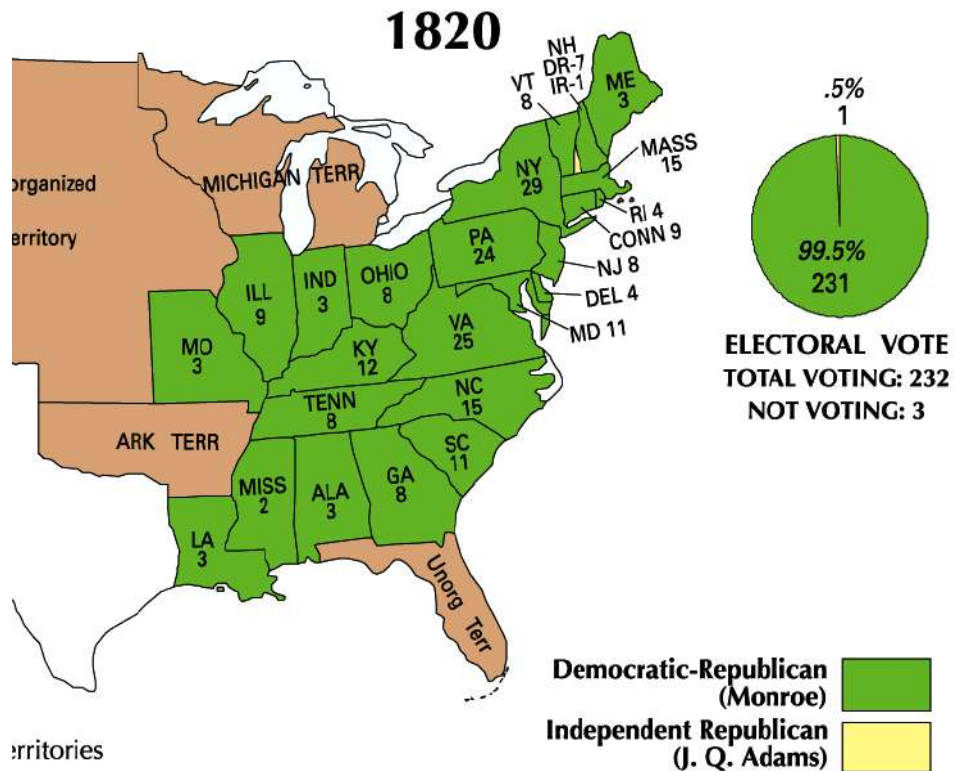 1820
NH
DR-7
IR-1
VT
8
ME
3
MASS
15
NY
29
RI 4
CONN 9
PA
24
NJ 8
DEL 4
MD 11
MICHIGAN TERR
organized
erritory
ILL
9
IND
3
OHIO
8
VA
25
MO
3
KY
12
NC
15
TENN
8
ARK TERR
SC
11
MISS
2
ALA
3
GA
8
LA
3
Unorg Terr
.5%
1
99.5%
231
ELECTORAL VOTE
TOTAL VOTING: 232
NOT VOTING: 3
Democratic-Republican
(Monroe)
Independent Republican
(J. Q. Adams)
erritories